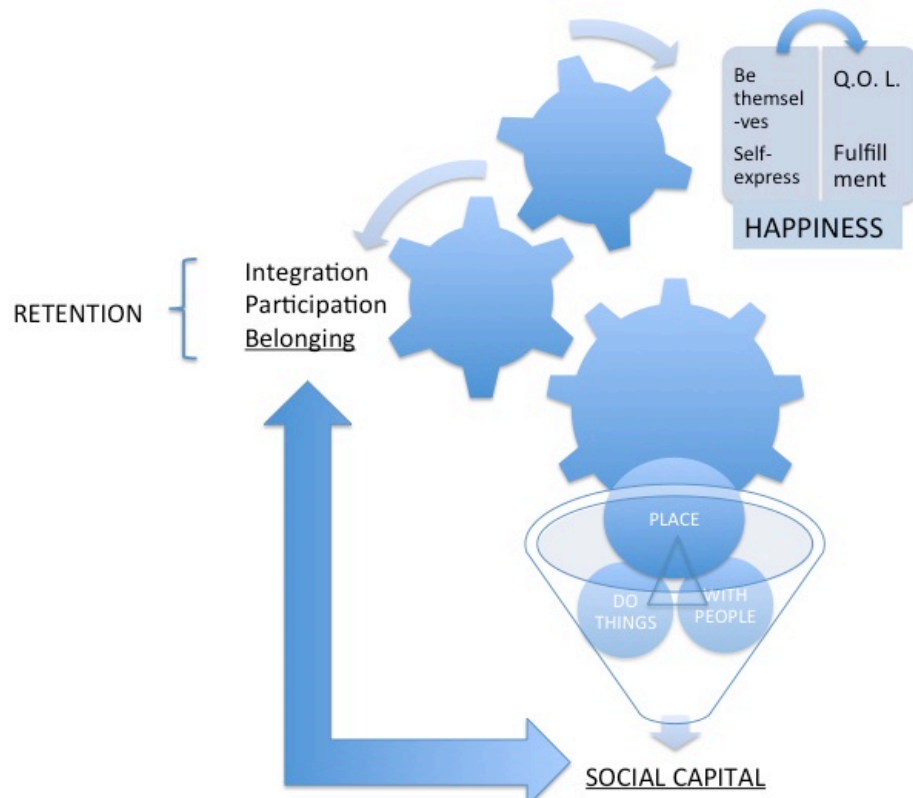 Be
themsel
-ves
Self-
express
Q.O. L.
Fulfill
ment
HAPPINESS
RETENTION
Integration
Participation
Belonging
PLACE
DO
THINGS
WITH
PEOPLE
SOCIAL CAPITAL